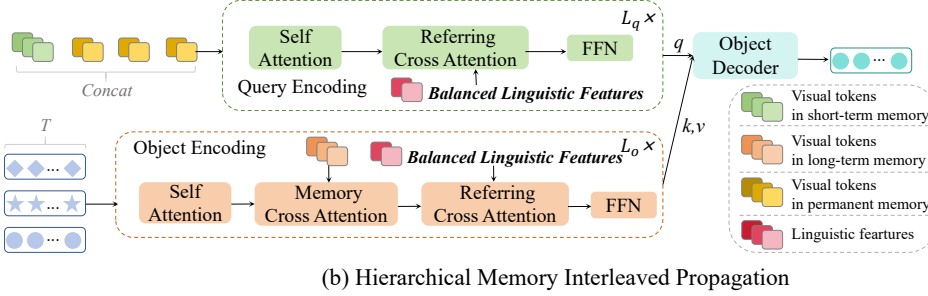 Concat
Self Attention
Referring Cross Attention
FFN
L_q ×
Query Encoding
Balanced Linguistic Features
q
k,v
Object Decoder
...
T
...
...
...
Object Encoding
Balanced Linguistic Features
L_o ×
Self Attention
Memory Cross Attention
Referring Cross Attention
FFN
Visual tokens
in short-term memory
Visual tokens
in long-term memory
Visual tokens
in permanent memory
Linguistic feartures
(b) Hierarchical Memory Interleaved Propagation